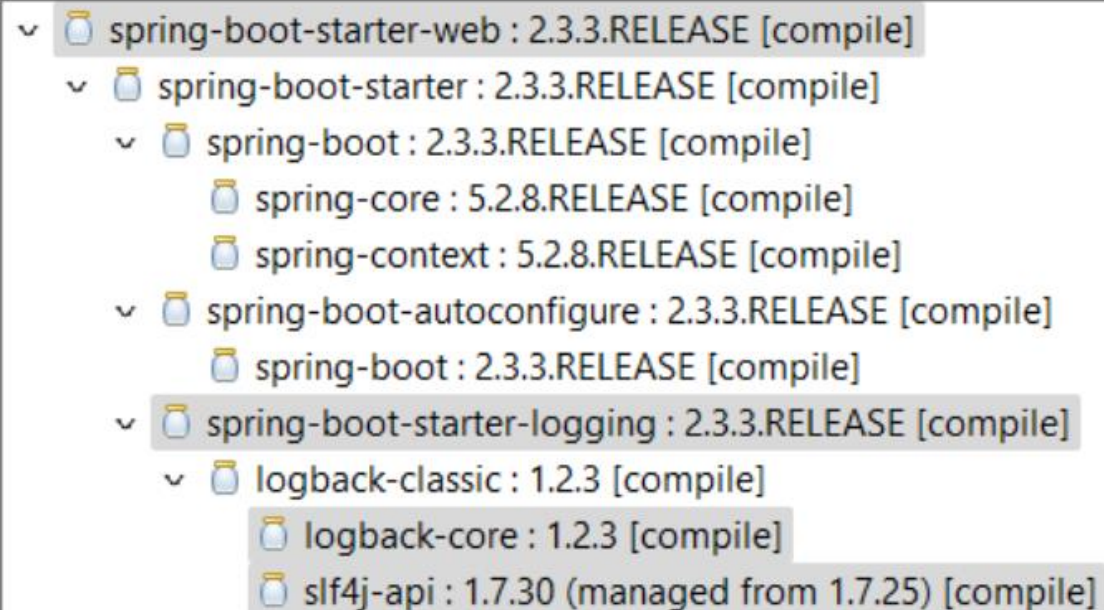 spring-boot-starter-web : 2.3.3.RELEASE [compile]
spring-boot-starter : 2.3.3.RELEASE [compile]
spring-boot : 2.3.3.RELEASE [compile]
spring-core : 5.2.8.RELEASE [compile]
spring-context : 5.2.8.RELEASE [compile]
spring-boot-autoconfigure : 2.3.3.RELEASE [compile]
spring-boot : 2.3.3.RELEASE [compile]
spring-boot-starter-logging : 2.3.3.RELEASE [compile]
logback-classic : 1.2.3 [compile]
logback-core : 1.2.3 [compile]
slf4j-api : 1.7.30 (managed from 1.7.25) [compile]